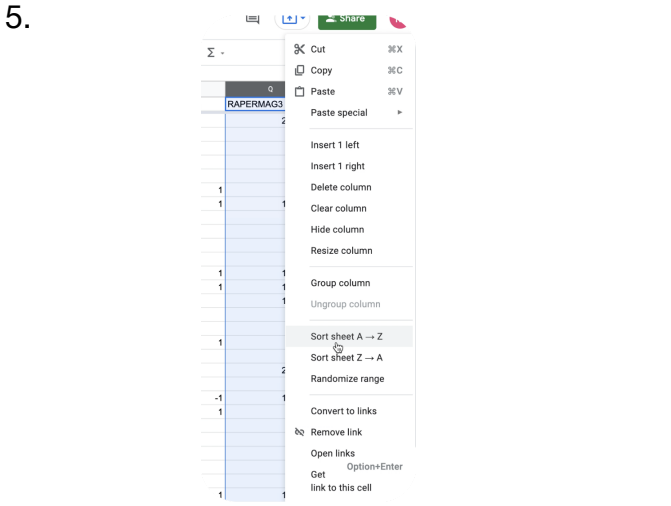 5.
Share
Σ
Cut ⌘X
Copy ⌘C
Q
Paste ⌘V
RAPERMAG3
Paste special
2
Insert 1 left
Insert 1 right
Delete column
1
1 1
Clear column
Hide column
Resize column
1 1
1 1
Group column
1
Ungroup column
1
Sort sheet A → Z
Sort sheet Z → A
2
Randomize range
-1 1
1
Convert to links
Remove link
Open links
Option+Enter
Get
link to this cell
1 1